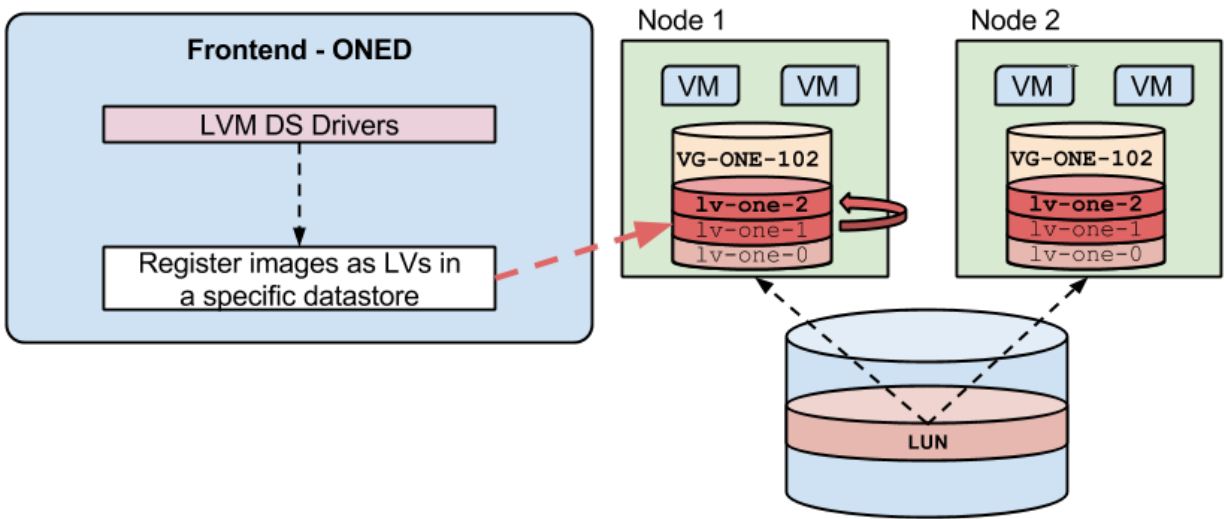 Frontend - ONED
LVM DS Drivers
Register images as LVs in
a specific datastore
Node 1
VM
VM
VG-ONE-102
lv-one-2
lv-one-1
lv-one-0
Node 2
VM
VM
VG-ONE-102
lv-one-2
lv-one-1
lv-one-0
LUN